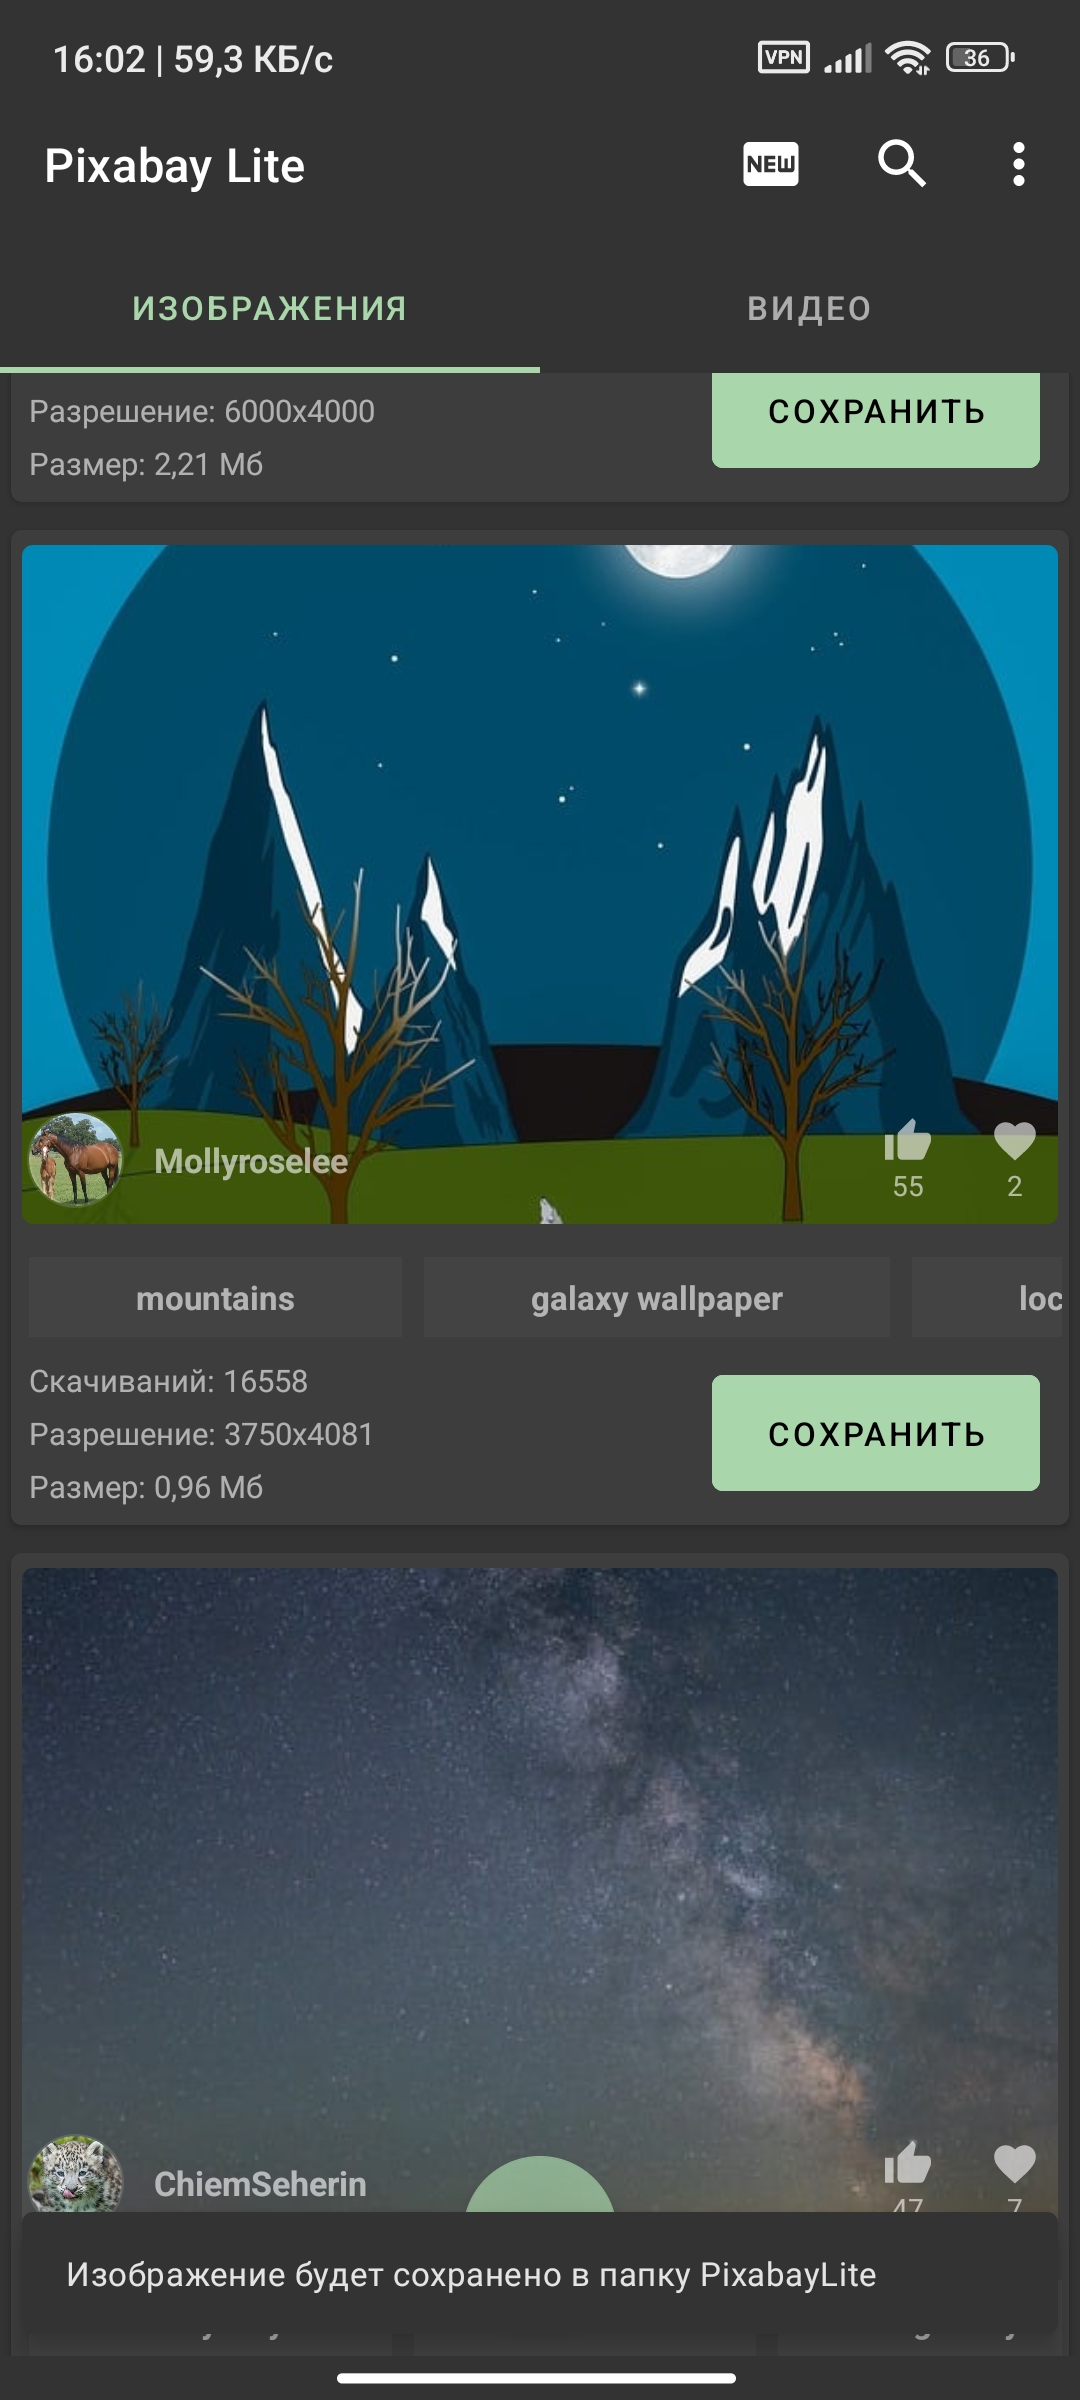 16:02 | 59,3 КБ/с
VPN
36
Pixabay Lite
NEW
ИЗОБРАЖЕНИЯ
ВИДЕО
Разрешение: 6000x4000
СОХРАНИТЬ
Размер: 2,21 Мб
Mollyroselee
55
2
mountains
galaxy wallpaper
loc
Скачиваний: 16558
Разрешение: 3750x4081
СОХРАНИТЬ
Размер: 0,96 Мб
ChiemSeherin
47
7
Изображение будет сохранено в папку PixabayLite